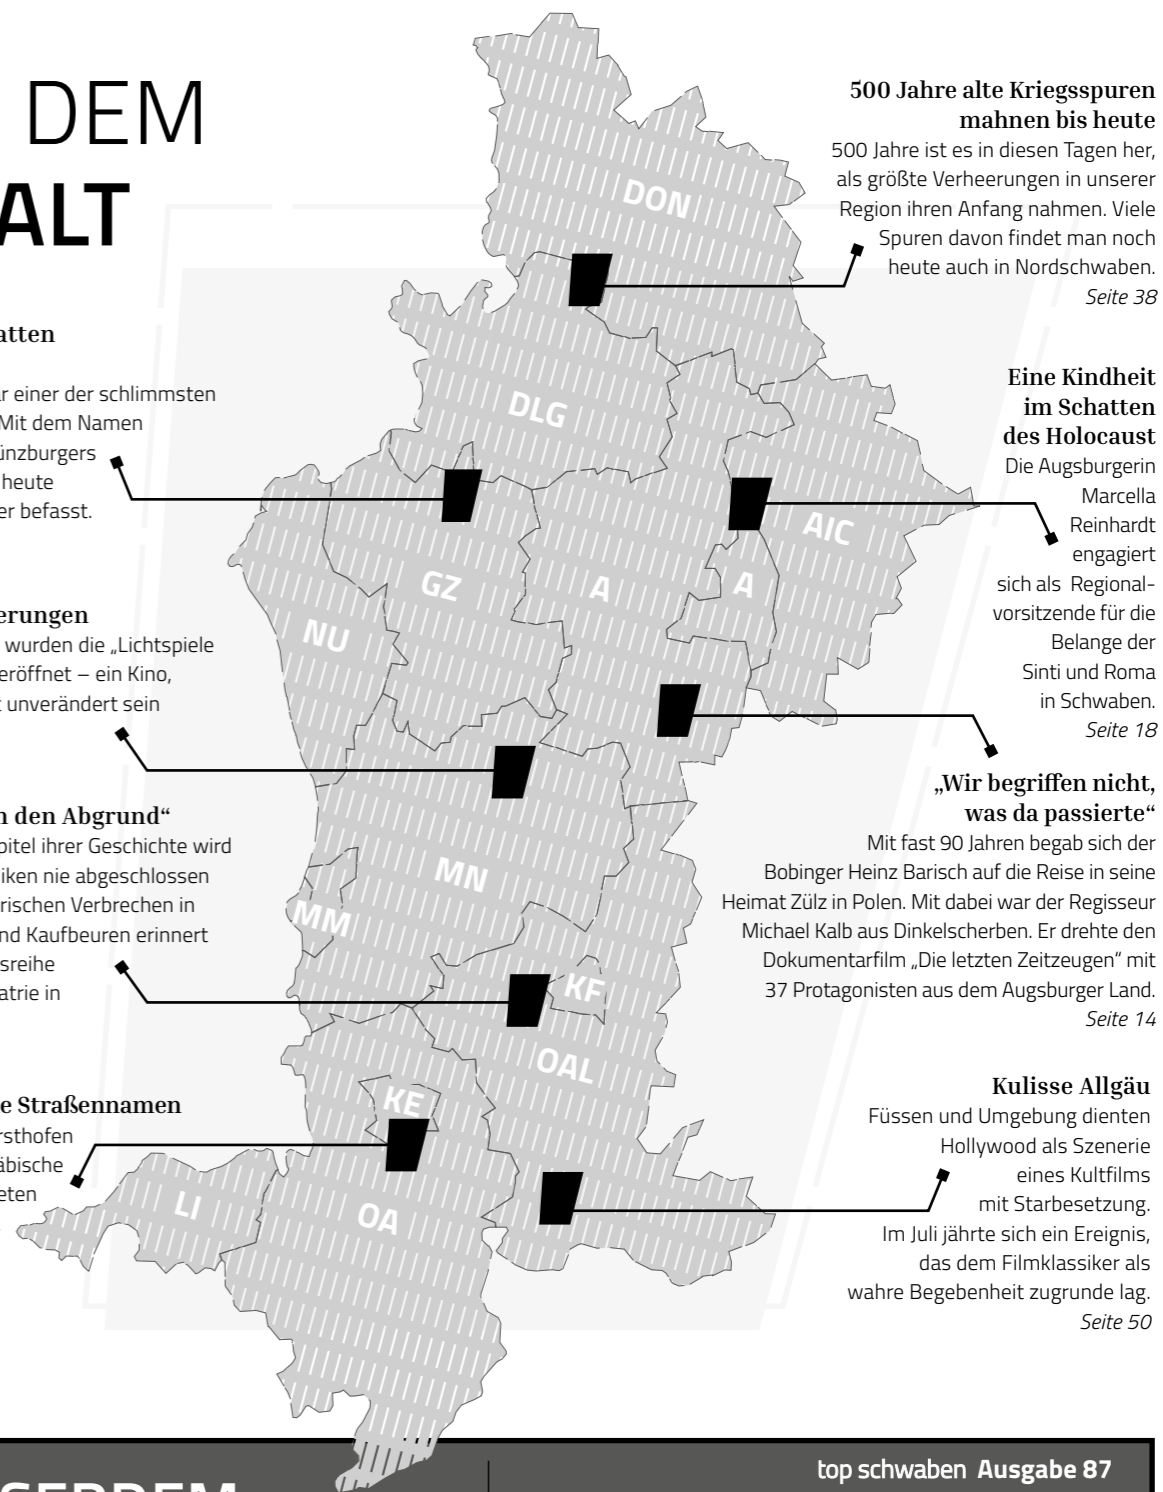 DEM
ALT
atten
r einer der schlimmsten
Mit dem Namen
ünzburgers
heute
er befasst.
erungen
wurden die „Lichtspiele
eröffnet – ein Kino,
t unverändert sein
n den Abgrund“
pitel ihrer Geschichte wird
iken nie abgeschlossen
rischen Verbrechen in
nd Kaufbeuren erinnert
sreihe
atrie in
e Straßennamen
rsthofen
äbische
eten
DON
DLG
AIC
GZ
A
A
NU
MN
MM
KF
OAL
KE
LI
OA
500 Jahre alte Kriegsspuren
mahnen bis heute
500 Jahre ist es in diesen Tagen her,
als größte Verheerungen in unserer
Region ihren Anfang nahmen. Viele
Spuren davon findet man noch
heute auch in Nordschwaben.
Seite 38
Eine Kindheit
im Schatten
des Holocaust
Die Augsburgerin
Marcella
Reinhardt
engagiert
sich als Regional-
vorsitzende für die
Belange der
Sinti und Roma
in Schwaben.
Seite 18
„Wir begriffen nicht,
was da passierte“
Mit fast 90 Jahren begab sich der
Bobinger Heinz Barisch auf die Reise in seine
Heimat Zülz in Polen. Mit dabei war der Regisseur
Michael Kalb aus Dinkelscherben. Er drehte den
Dokumentarfilm „Die letzten Zeitzeugen“ mit
37 Protagonisten aus dem Augsburger Land.
Seite 14
Kulisse Allgäu
Füssen und Umgebung dienten
Hollywood als Szenerie
eines Kultfilms
mit Starbesetzung.
Im Juli jährte sich ein Ereignis,
das dem Filmklassiker als
wahre Begebenheit zugrunde lag.
Seite 50
top schwaben Ausgabe 87